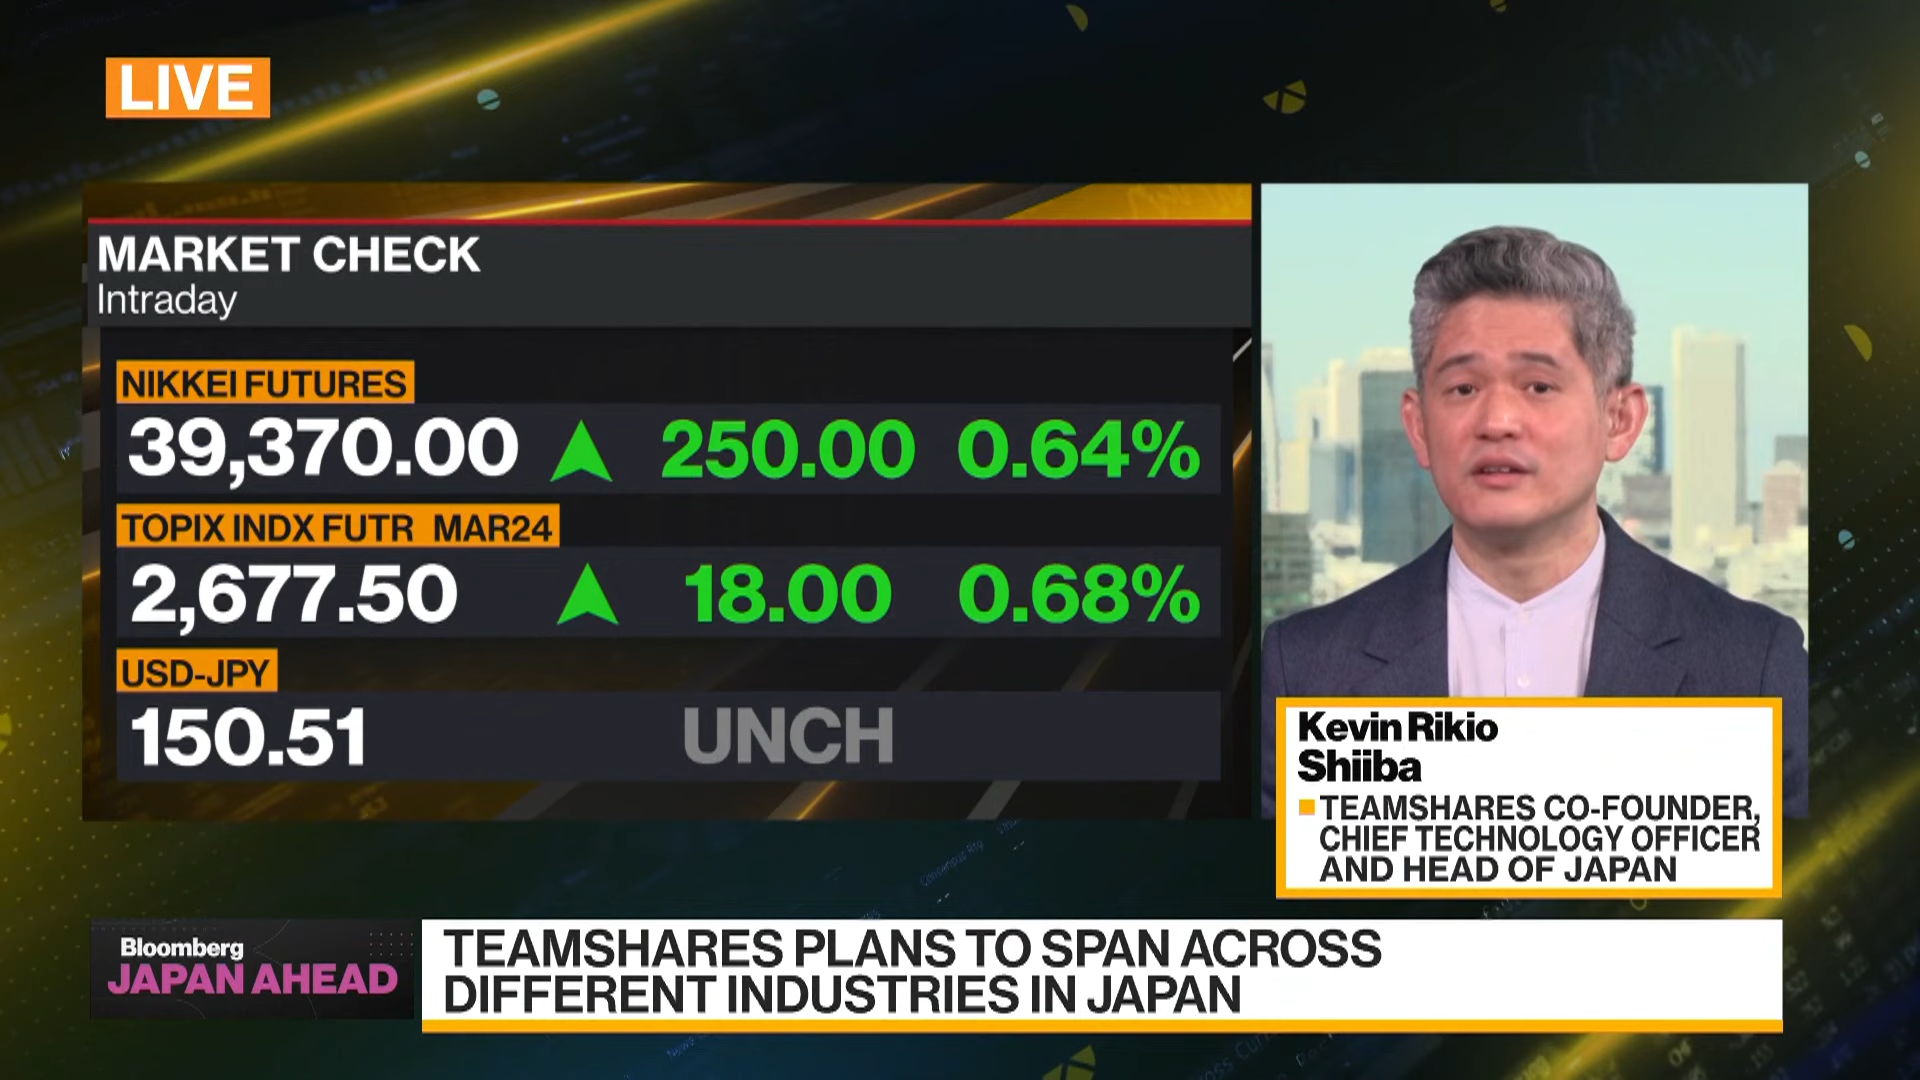 LIVE
MARKET CHECK
Intraday
NIKKEI FUTURES
39,370.00 ▲ 250.00 0.64%
TOPIX INDX FUTR MAR24
2,677.50 ▲ 18.00 0.68%
USD-JPY
150.51 UNCH
Kevin Rikio
Shiiba
TEAMSHARES CO-FOUNDER,
CHIEF TECHNOLOGY OFFICER
AND HEAD OF JAPAN
Bloomberg
JAPAN AHEAD
TEAMSHARES PLANS TO SPAN ACROSS
DIFFERENT INDUSTRIES IN JAPAN